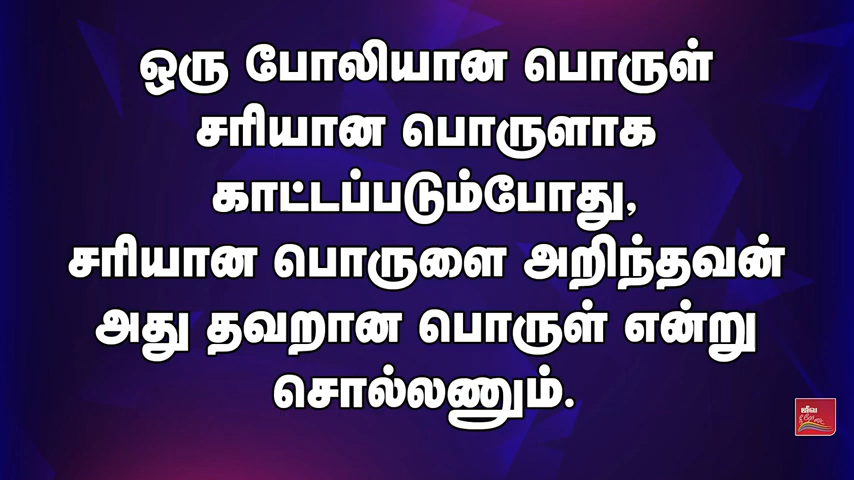 ஒரு போலியான பொருள்
சரியான பொருளாக
காட்டப்படும்போது,
சரியான பொருளை அறிந்தவன்
அது தவறான பொருள் என்று
சொல்லணும்.
ஜீவ